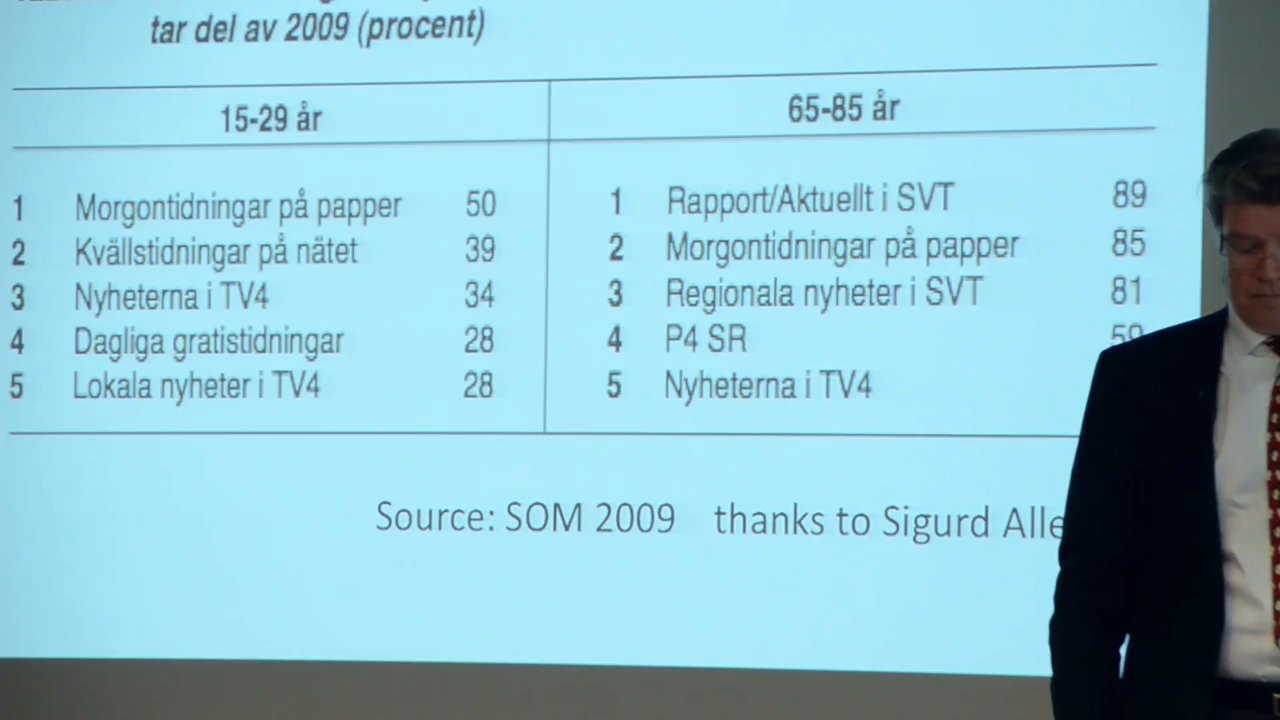 tar del av 2009 (procent)
15-29 år 65-85 år
1 Morgontidningar på papper 50 1 Rapport/Aktuellt i SVT 89
2 Kvällstidningar på nätet 39 2 Morgontidningar på papper 85
3 Nyheterna i TV4 34 3 Regionala nyheter i SVT 81
4 Dagliga gratistidningar 28 4 P4 SR 59
5 Lokala nyheter i TV4 28 5 Nyheterna i TV4
Source: SOM 2009 thanks to Sigurd Alle